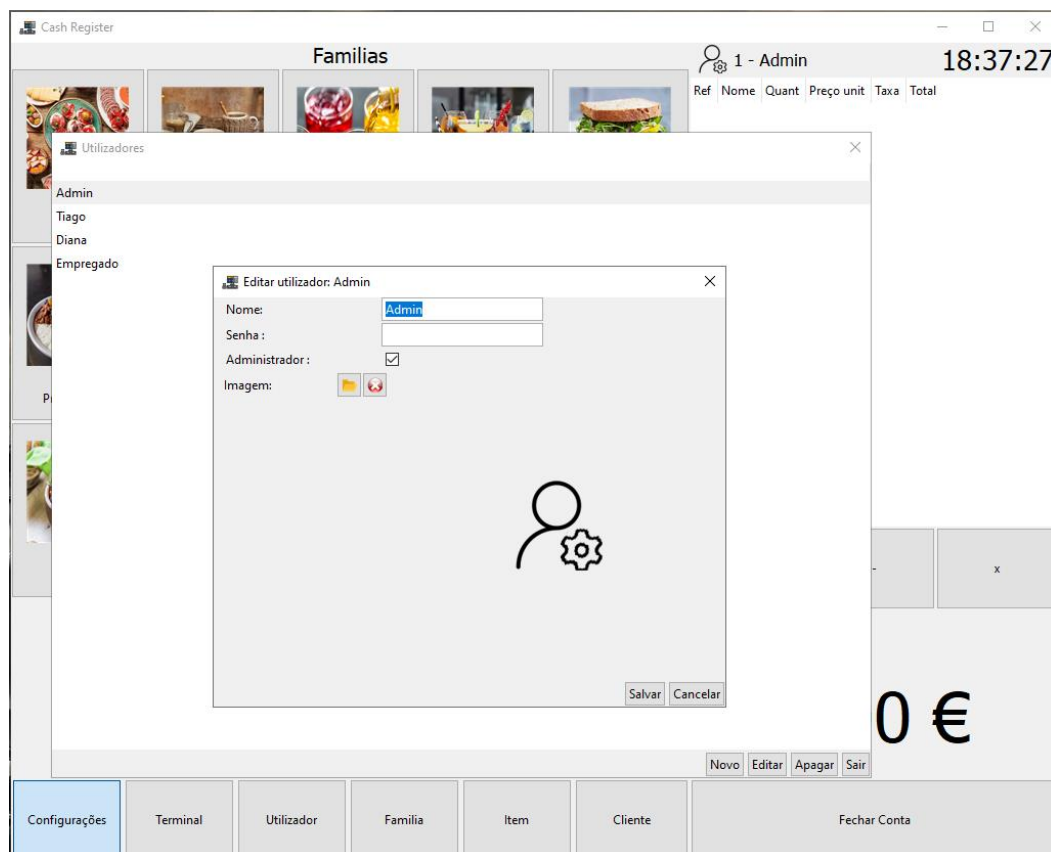 Cash Register
Familias
1 - Admin
18:37:27
Ref Nome Quant Preço unit Taxa Total
Utilizadores
Admin
Tiago
Diana
Empregado
Editar utilizador: Admin
Nome: Admin
Senha :
Administrador :
Imagem:
Salvar Cancelar
- x
0 €
Novo Editar Apagar Sair
Configurações Terminal Utilizador Familia Item Cliente Fechar Conta